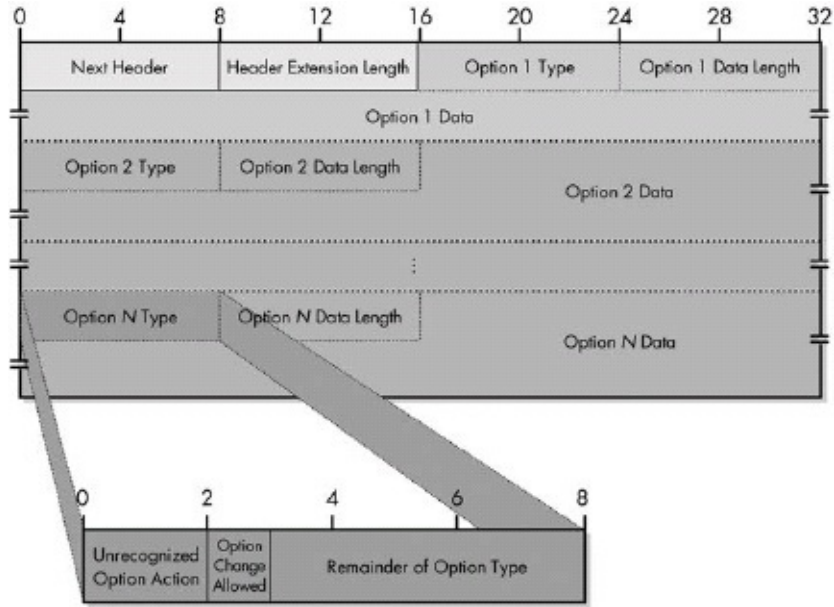 0 4 8 12 16 20 24 28 32
Next Header Header Extension Length Option 1 Type Option 1 Data Length
Option 1 Data
Option 2 Type Option 2 Data Length
Option 2 Data
Option N Type Option N Data Length
Option N Data
0 2 4 6 8
Unrecognized
Option Action
Option
Change
Allowed
Remainder of Option Type